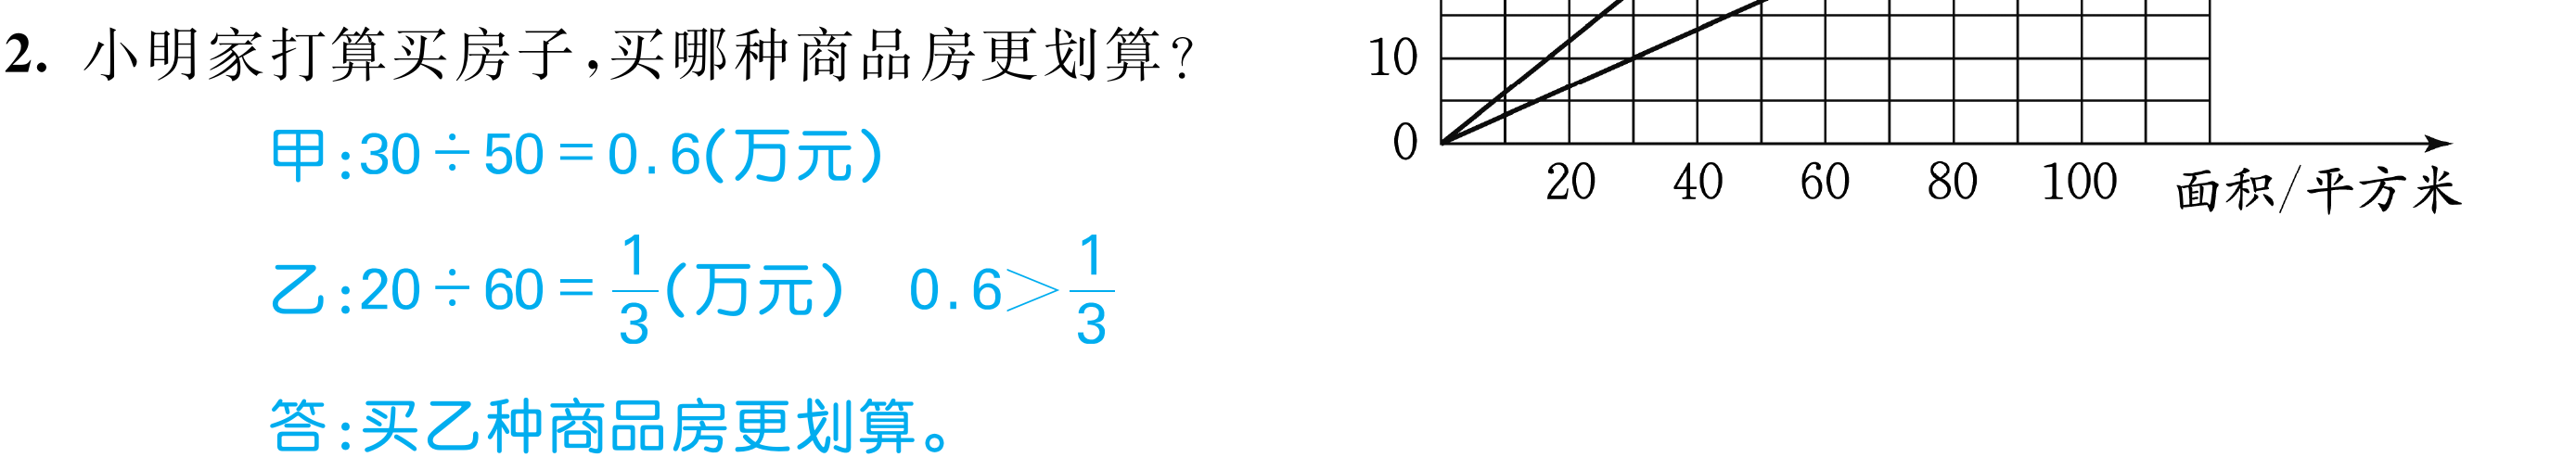 2. 小明家打算买房子,买哪种商品房更划算?
甲:30÷50=0.6(万元)
乙:20÷60=1/3(万元) 0.6>1/3
答:买乙种商品房更划算。
10
0
20 40 60 80 100 面积/平方米